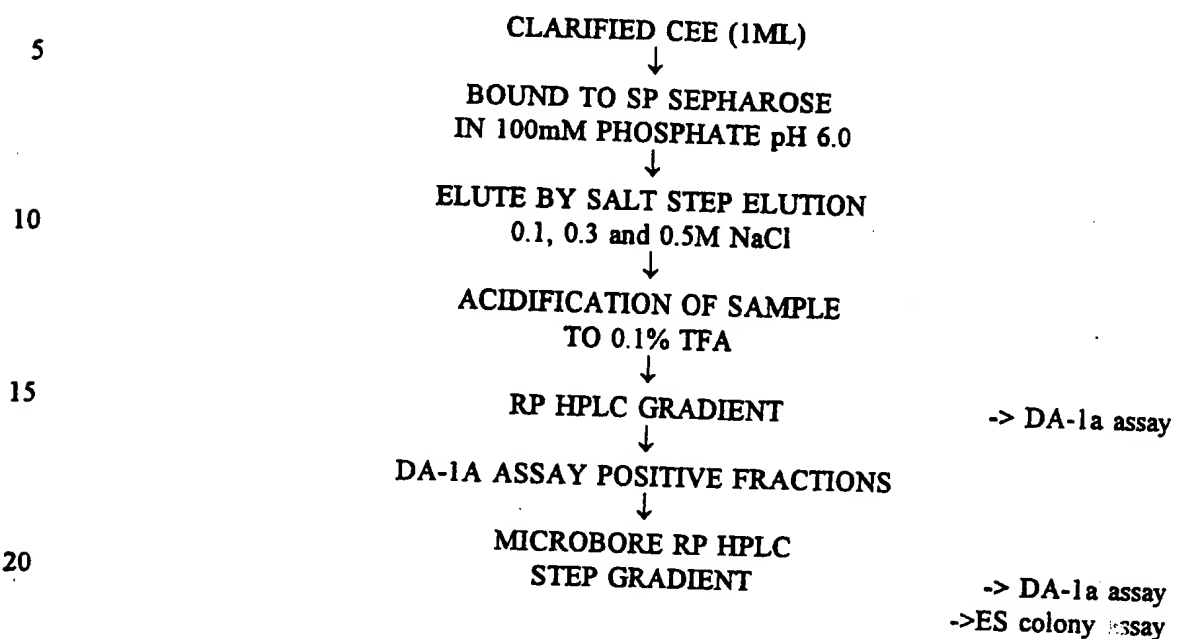 5
CLARIFIED CEE (1ML)
↓
BOUND TO SP SEPHAROSE
IN 100mM PHOSPHATE pH 6.0
↓
10
ELUTE BY SALT STEP ELUTION
0.1, 0.3 and 0.5M NaCl
↓
ACIDIFICATION OF SAMPLE
TO 0.1% TFA
↓
15
RP HPLC GRADIENT -> DA-1a assay
↓
DA-1A ASSAY POSITIVE FRACTIONS
↓
20
MICROBORE RP HPLC
STEP GRADIENT -> DA-1a assay
->ES colony assay